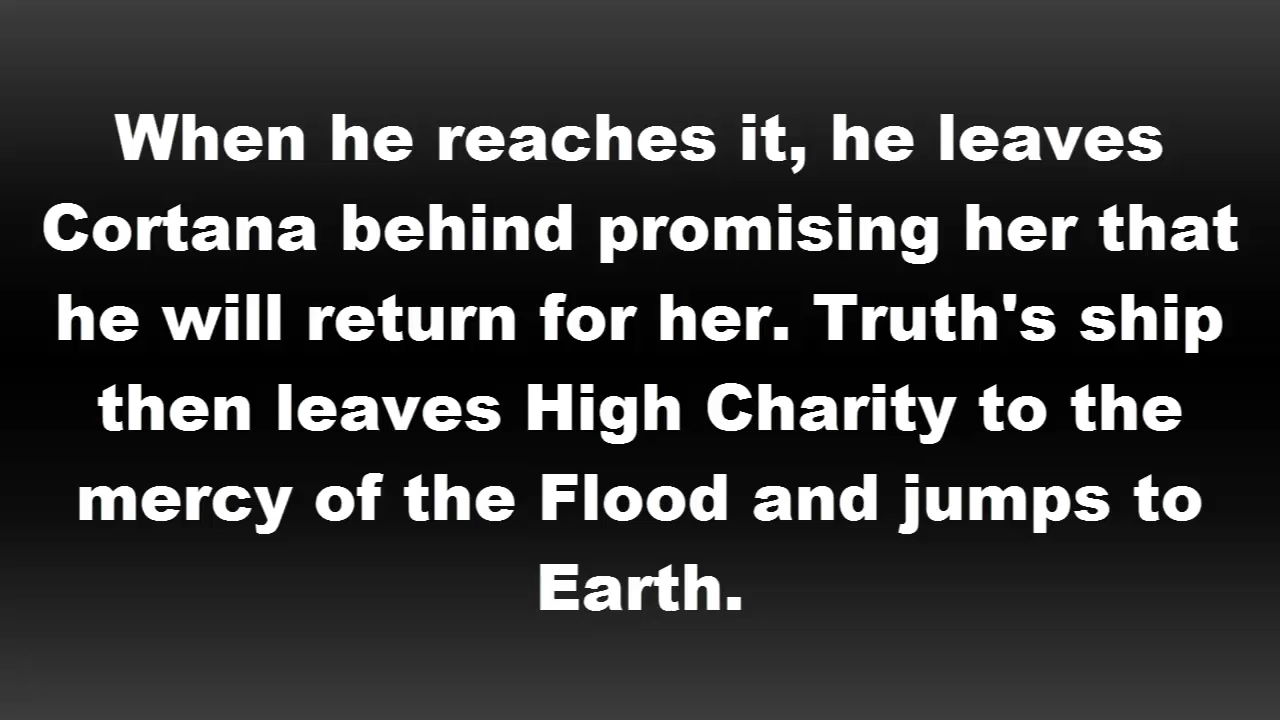 When he reaches it, he leaves
Cortana behind promising her that
he will return for her. Truth's ship
then leaves High Charity to the
mercy of the Flood and jumps to
Earth.